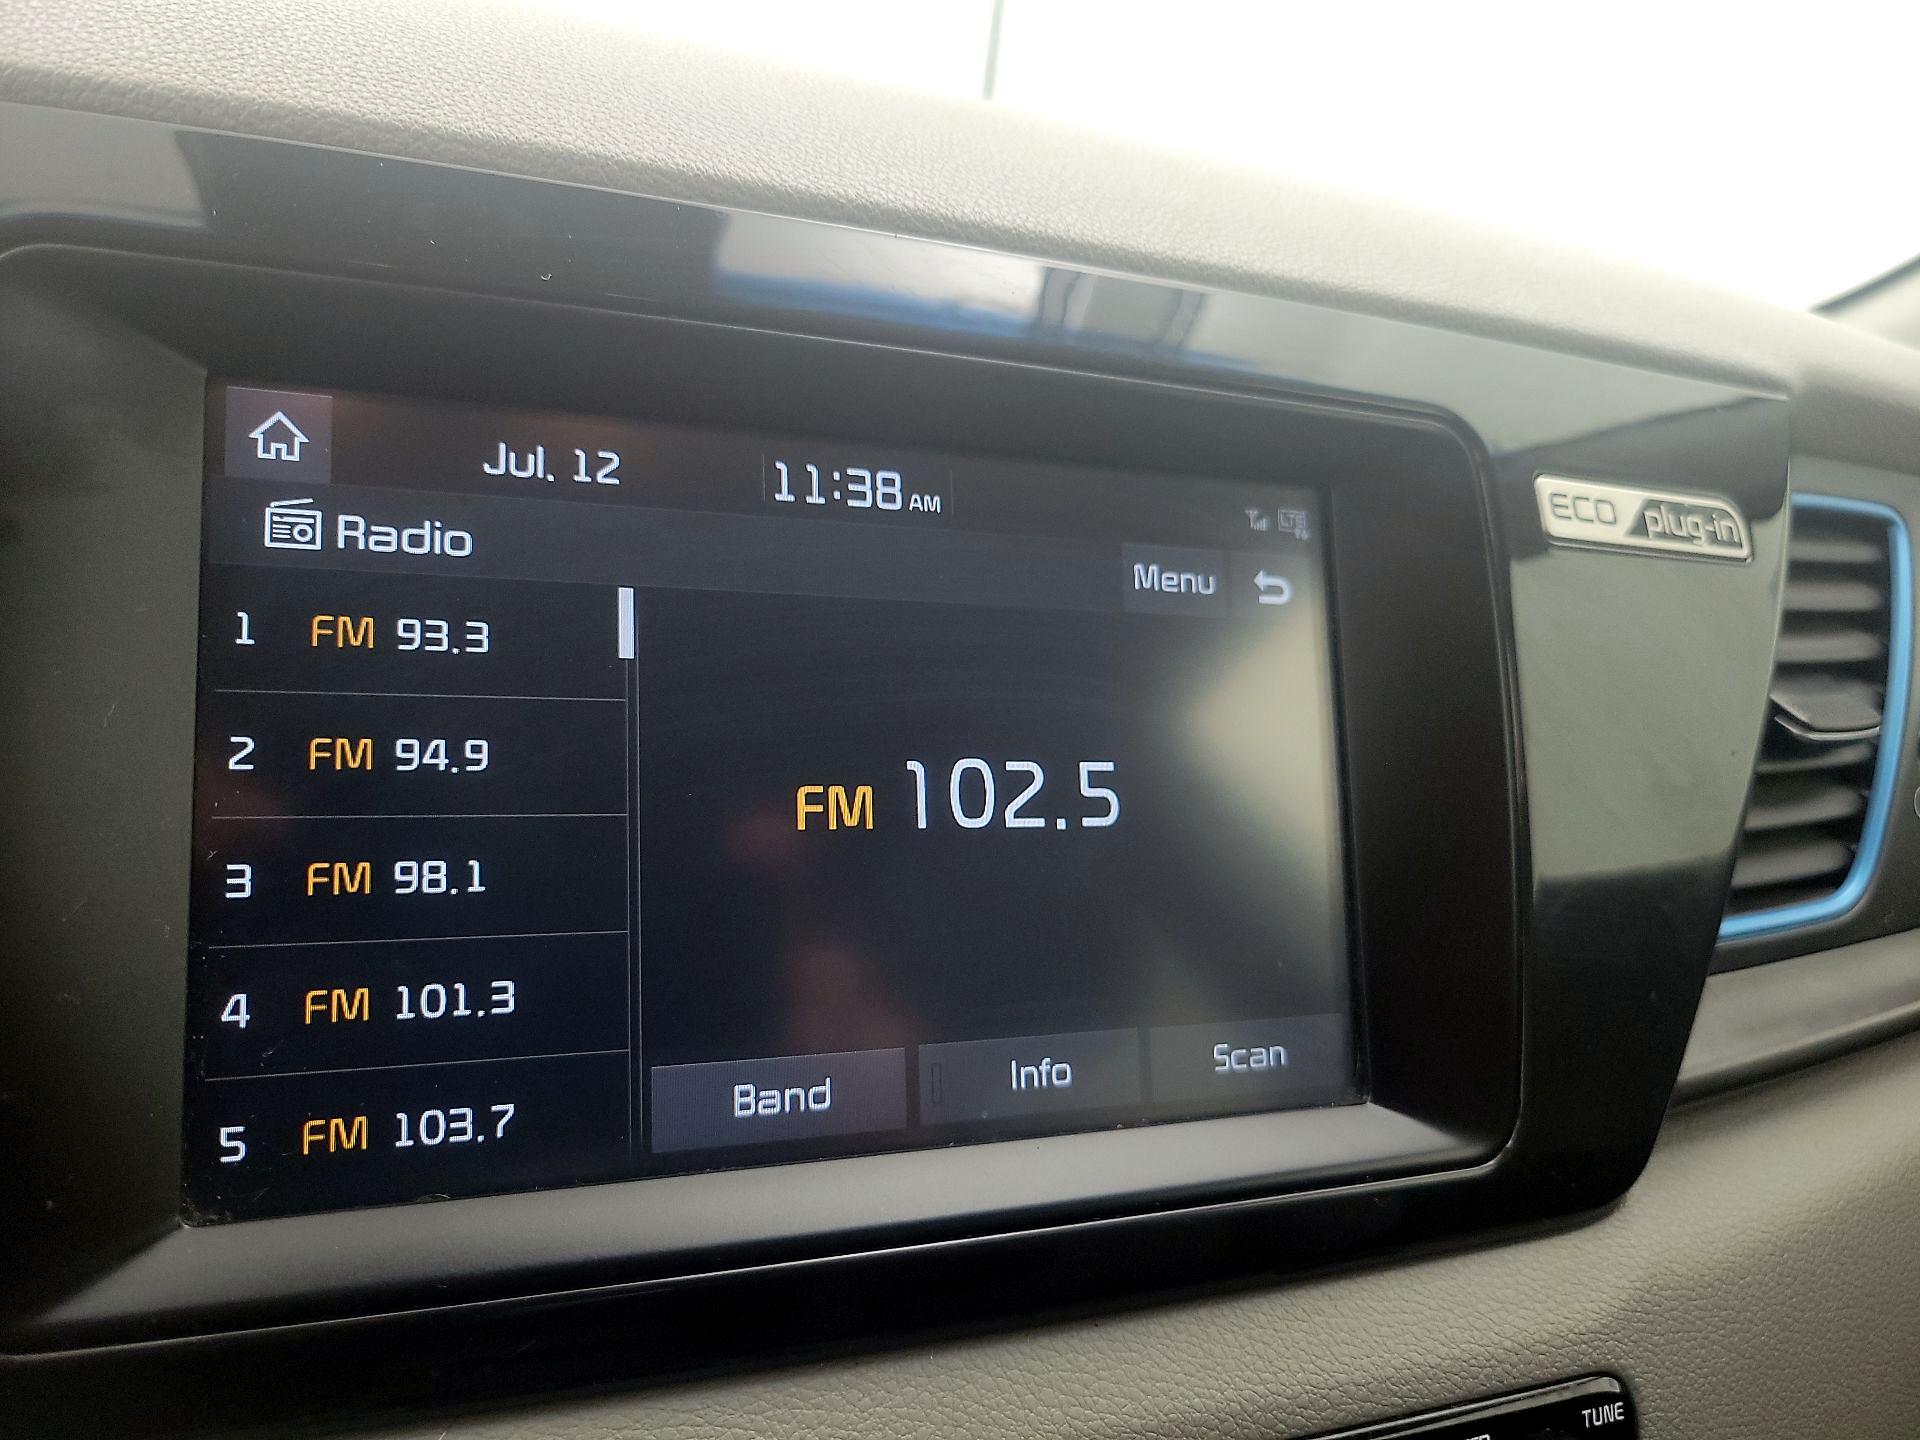 Jul. 12 11:38 AM
LTE
Radio
Menu
1 FM 93.3
2 FM 94.9
3 FM 98.1
4 FM 101.3
5 FM 103.7
FM 102.5
Band Info Scan
ECO plug-in
TUNE